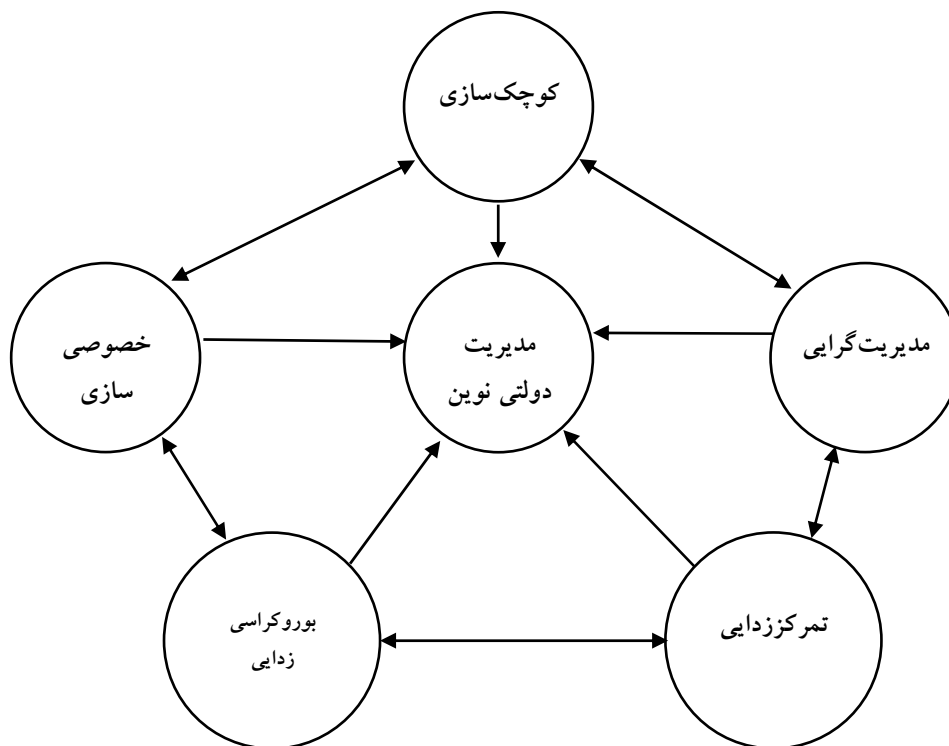 کوچک‌سازی
مدیریت‌گرایی
مدیریت
دولتی نوین
خصوصی
سازی
تمرکززدایی
بوروکراسی
زدایی